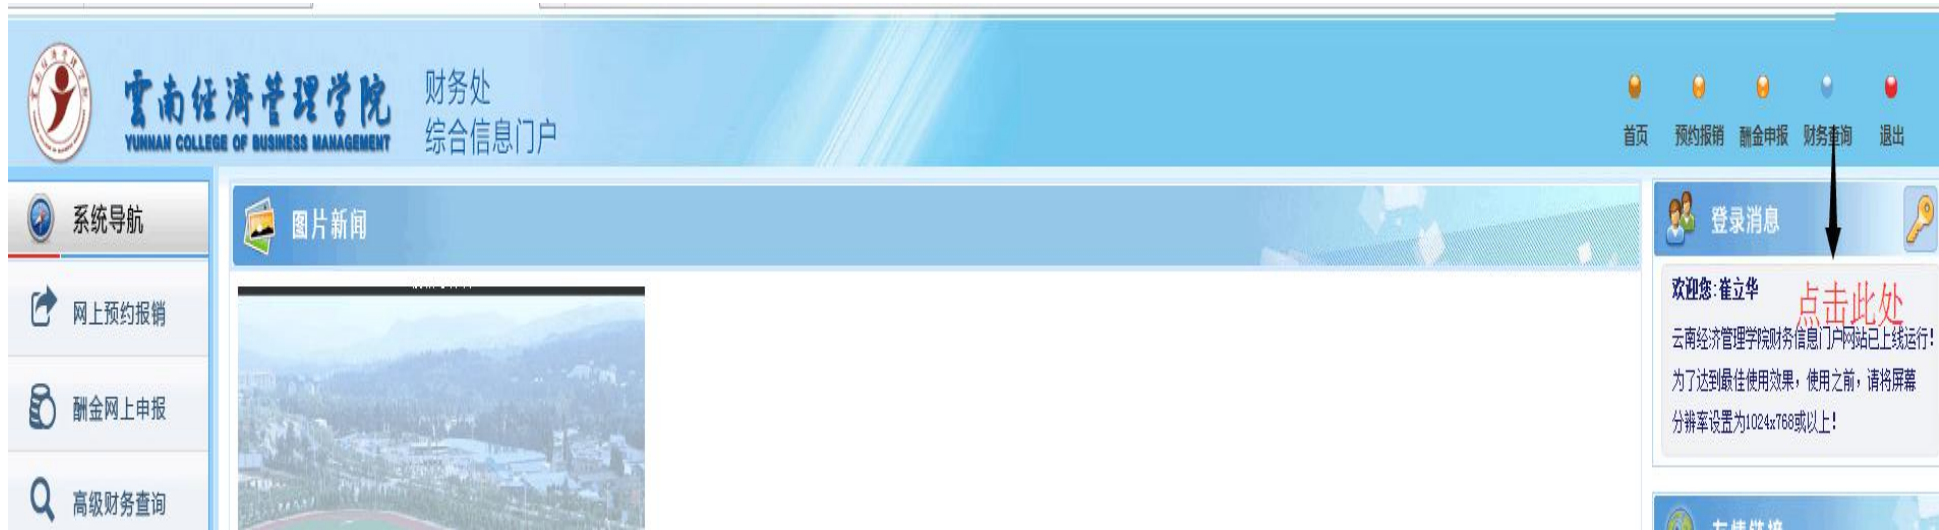 雲南经濟管理学院
YUNNAN COLLEGE OF BUSINESS MANAGEMENT
财务处
综合信息门户
首页 预约报销 酬金申报 财务查询 退出
系统导航
网上预约报销
酬金网上申报
高级财务查询
图片新闻
登录消息
欢迎您:崔立华
点击此处
云南经济管理学院财务信息门户网站已上线运行!
为了达到最佳使用效果，使用之前，请将屏幕
分辨率设置为1024x768或以上!
友情链接